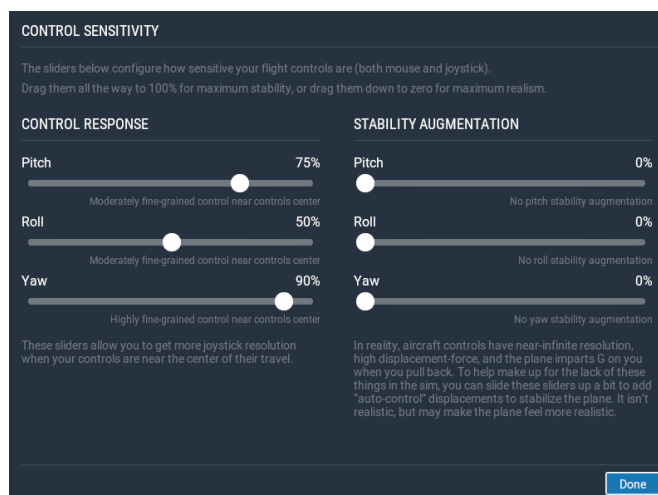 CONTROL SENSITIVITY
The sliders below configure how sensitive your flight controls are (both mouse and joystick).
Drag them all the way to 100% for maximum stability, or drag them down to zero for maximum realism.
CONTROL RESPONSE
Pitch 75%
Moderately fine-grained control near controls center
Roll 50%
Moderately fine-grained control near controls center
Yaw 90%
Highly fine-grained control near controls center
These sliders allow you to get more joystick resolution
when your controls are near the center of their travel.
STABILITY AUGMENTATION
Pitch 0%
No pitch stability augmentation
Roll 0%
No roll stability augmentation
Yaw 0%
No yaw stability augmentation
In reality, aircraft controls have near-infinite resolution,
high displacement-force, and the plane imparts G on you
when you pull back. To help make up for the lack of these
things in the sim, you can slide these sliders up a bit to add
“auto-control” displacements to stabilize the plane. It isn't
realistic, but may make the plane feel more realistic.
Done